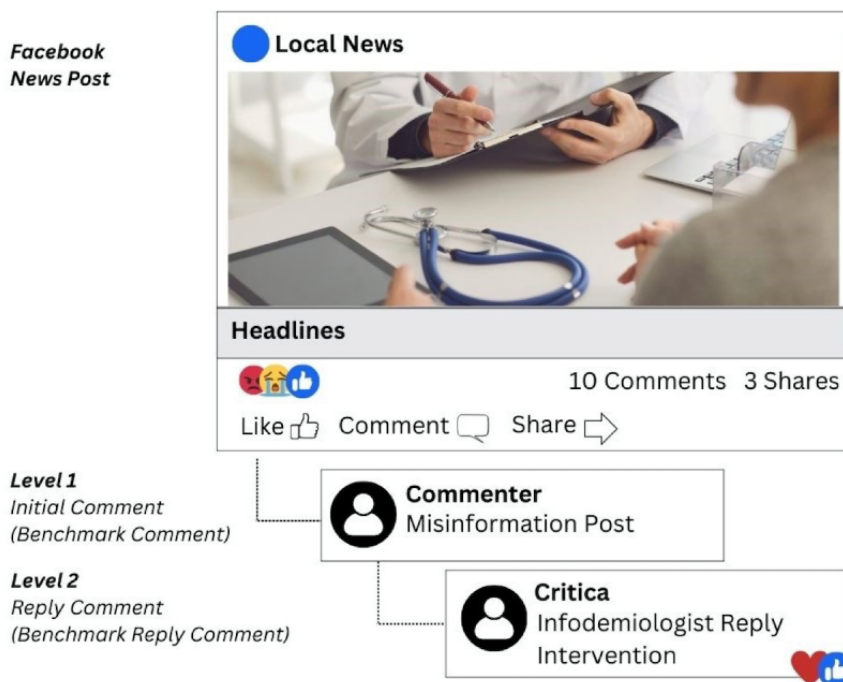 Facebook
News Post
Local News
Headlines
10 Comments 3 Shares
Like Comment Share
Level 1
Initial Comment
(Benchmark Comment)
Commenter
Misinformation Post
Level 2
Reply Comment
(Benchmark Reply Comment)
Critica
Infodemiologist Reply
Intervention